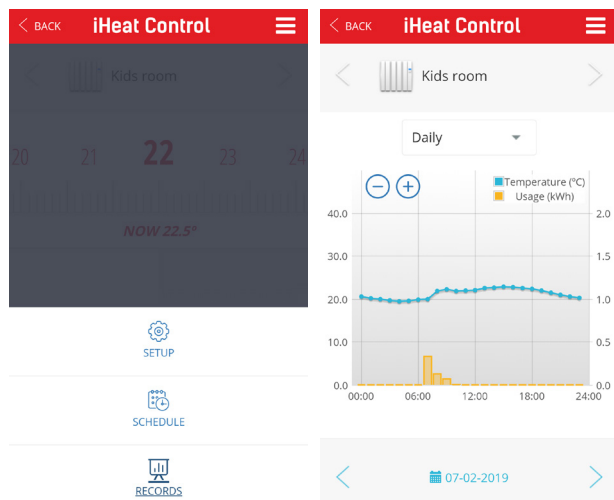 < BACK iHeat Control
Kids room
20 21 22 23 24
NOW 22.5°
SETUP
SCHEDULE
RECORDS
< BACK iHeat Control
Kids room
Daily
Temperature (°C)
Usage (kWh)
40.0 2.0
30.0 1.5
20.0 1.0
10.0 0.5
0.0 0.0
00:00 06:00 12:00 18:00 24:00
07-02-2019